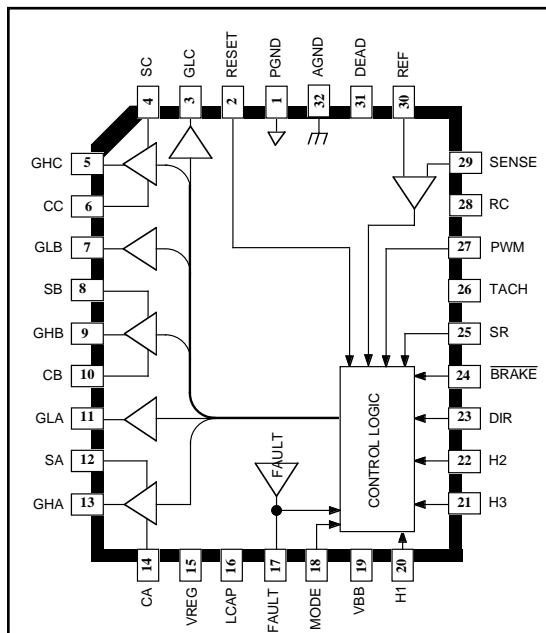 SC
GLC
RESET
PGND
AGND
DEAD
REF
4
3
2
1
32
31
30
GHC
5
CC
6
GLB
7
SB
8
GHB
9
CB
10
GLA
11
SA
12
GHA
13
29
SENSE
28
RC
27
PWM
26
TACH
25
SR
24
BRAKE
23
DIR
22
H2
21
H3
CONTROL LOGIC
FAULT
14
15
16
17
18
19
20
CA
VREG
LCAP
FAULT
MODE
VBB
H1